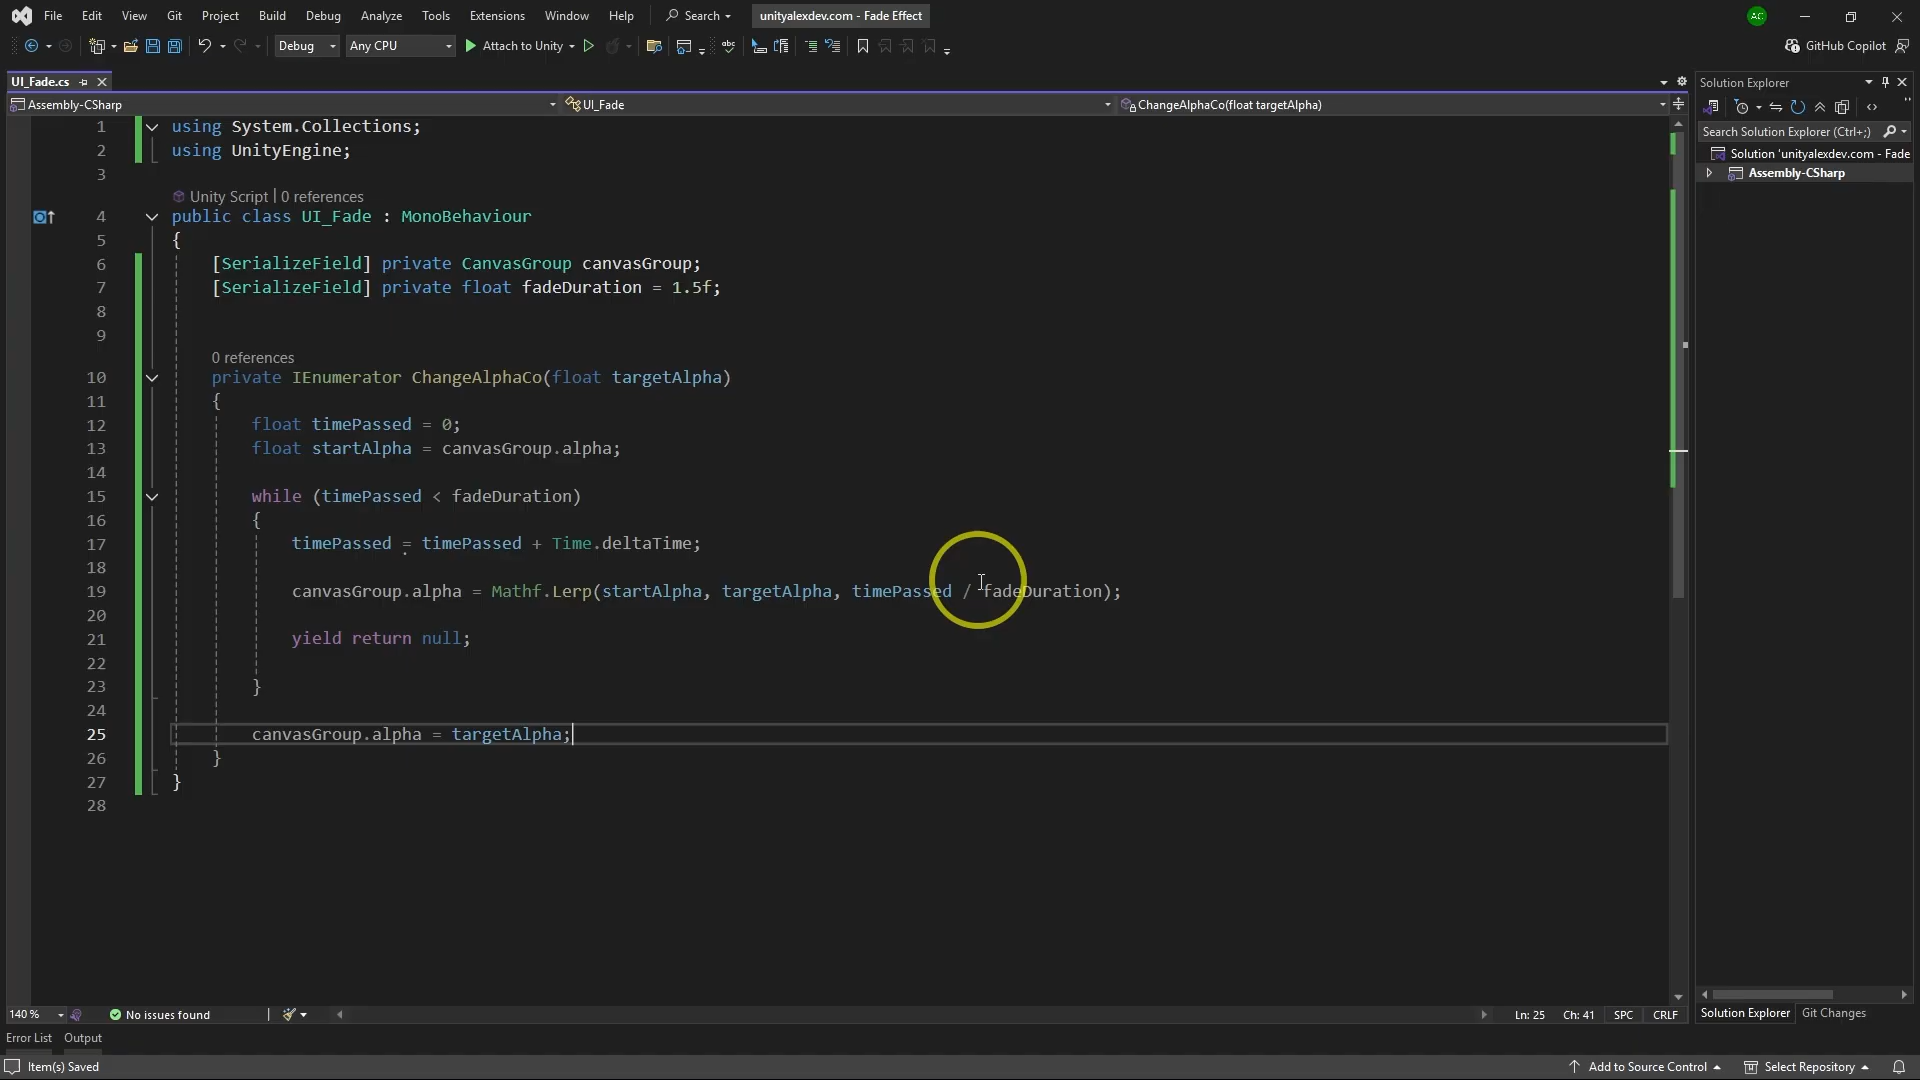 File Edit View Git Project Build Debug Analyze Tools Extensions Window Help Search unityalexdev.com - Fade Effect AC
Debug Any CPU Attach to Unity GitHub Copilot
UI_Fade.cs
Assembly-CSharp UI_Fade ChangeAlphaCo(float targetAlpha)
1 using System.Collections;
2 using UnityEngine;
3
Unity Script | 0 references
4 public class UI_Fade : MonoBehaviour
5 {
6 [SerializeField] private CanvasGroup canvasGroup;
7 [SerializeField] private float fadeDuration = 1.5f;
8
9
0 references
10 private IEnumerator ChangeAlphaCo(float targetAlpha)
11 {
12 float timePassed = 0;
13 float startAlpha = canvasGroup.alpha;
14
15 while (timePassed < fadeDuration)
16 {
17 timePassed = timePassed + Time.deltaTime;
18
19 canvasGroup.alpha = Mathf.Lerp(startAlpha, targetAlpha, timePassed / fadeDuration);
20
21 yield return null;
22
23 }
24
25 canvasGroup.alpha = targetAlpha;
26 }
27 }
28
Solution Explorer
Search Solution Explorer (Ctrl+;)
Solution 'unityalexdev.com - Fade
Assembly-CSharp
140 % No issues found Ln: 25 Ch: 41 SPC CRLF
Solution Explorer Git Changes
Error List Output
Item(s) Saved Add to Source Control Select Repository